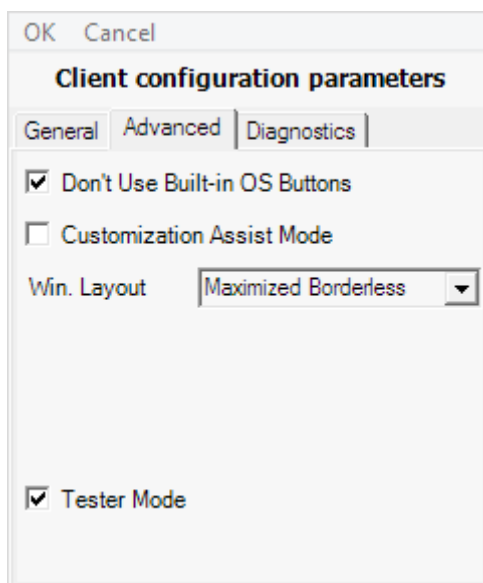 OK Cancel
Client configuration parameters
General Advanced Diagnostics
Don't Use Built-in OS Buttons
Customization Assist Mode
Win. Layout Maximized Borderless
Tester Mode